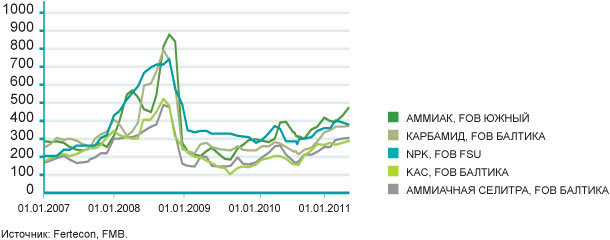 1000
900
800
700
600
500
400
300
200
100
0
01.01.2007 01.01.2008 01.01.2009 01.01.2010 01.01.2011
АММИАК, FOB ЮЖНЫЙ
КАРБАМИД, FOB БАЛТИКА
NPK, FOB FSU
КАС, FOB БАЛТИКА
АММИАЧНАЯ СЕЛИТРА, FOB БАЛТИКА
Источник: Fertecon, FMB.